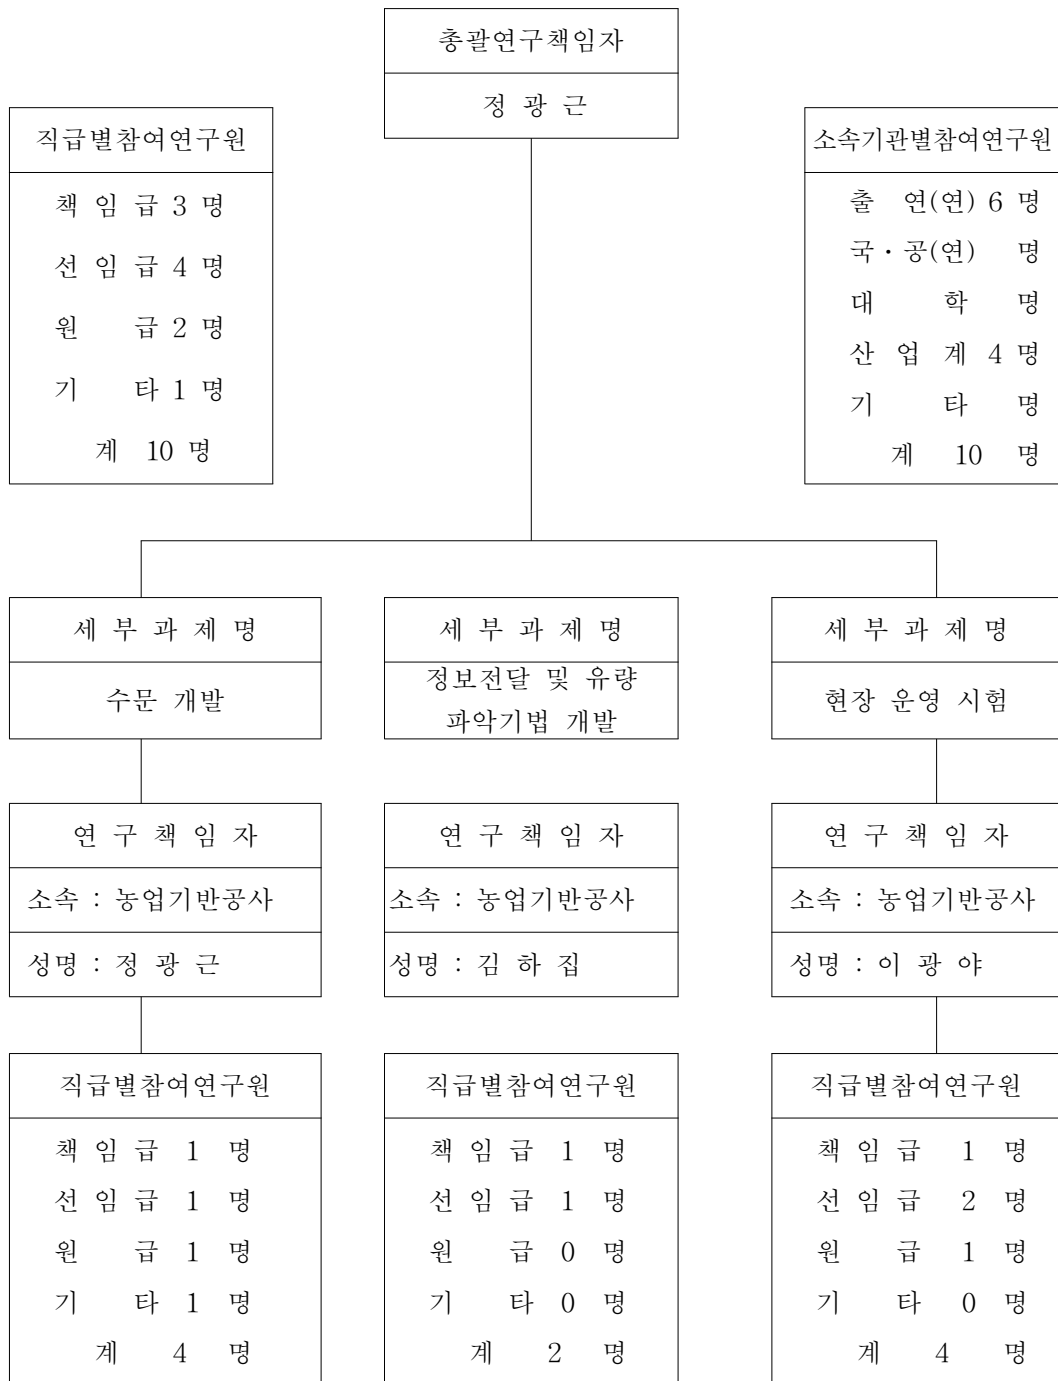 총괄연구책임자
정 광 근
직급별참여연구원
책 임 급 3 명
선 임 급 4 명
원 급 2 명
기 타 1 명
계 10 명
소속기관별참여연구원
출 연(연) 6 명
국・공(연) 명
대 학 명
산 업 계 4 명
기 타 명
계 10 명
세 부 과 제 명
수문 개발
세 부 과 제 명
정보전달 및 유량
파악기법 개발
세 부 과 제 명
현장 운영 시험
연 구 책 임 자
소속 : 농업기반공사
성명 : 정 광 근
연 구 책 임 자
소속 : 농업기반공사
성명 : 김 하 집
연 구 책 임 자
소속 : 농업기반공사
성명 : 이 광 야
직급별참여연구원
책 임 급 1 명
선 임 급 1 명
원 급 1 명
기 타 1 명
계 4 명
직급별참여연구원
책 임 급 1 명
선 임 급 1 명
원 급 0 명
기 타 0 명
계 2 명
직급별참여연구원
책 임 급 1 명
선 임 급 2 명
원 급 1 명
기 타 0 명
계 4 명